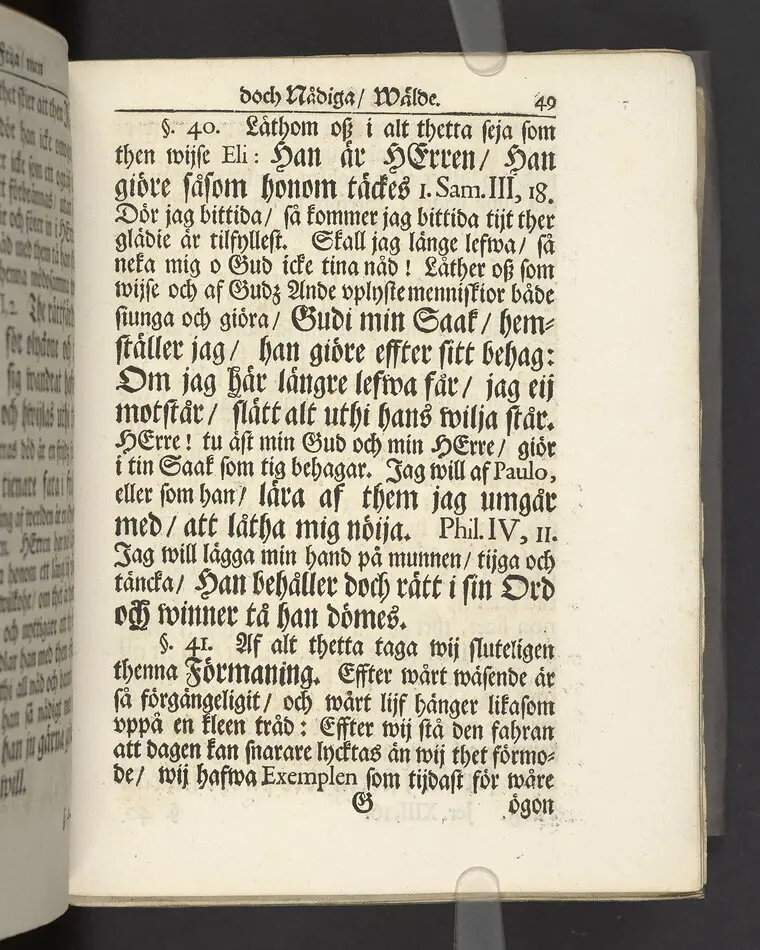 doch Nådiga/ Wälde. 49
§. 40. Låthom oß i alt thetta seja som
then wijse Eli: Han är HErren/ Han
giöre såsom honom täckes 1. Sam. III, 18.
Dör jag bittida/ så kommer jag bittida tijt ther
glädie är tilfyllest. Skall jag länge lefwa/ så
neka mig o Gud icke tina nåd! Låther oß som
wijse och af Gudz Ande vplyste menniskior både
siunga och giöra/ Gudi min Saak/ hem-
ställer jag/ han giöre effter sitt behag:
Om jag här längre lefwa får/ jag eij
motstår/ slätt alt uthi hans wilja står.
HErre! tu äst min Gud och min HErre/ giör
i tin Saak som tig behagar. Jag will af Paulo,
eller som han/ lära af them jag umgår
med/ att låtha mig nöija. Phil. IV, 11.
Jag will lägga min hand på munnen/ tijga och
täncka/ Han behåller doch rätt i sin Ord
och winner tå han dömes.
§. 41. Af alt thetta taga wij sluteligen
thenna Förmaning. Effter wårt wäsende är
så förgängeligit/ och wårt lijf hänger likasom
vppå en kleen tråd: Effter wij stå den fahran
att dagen kan snarare lycktas än wij thet förmo-
de/ wij hafwa Exemplen som tijdast för wåre
G ögon